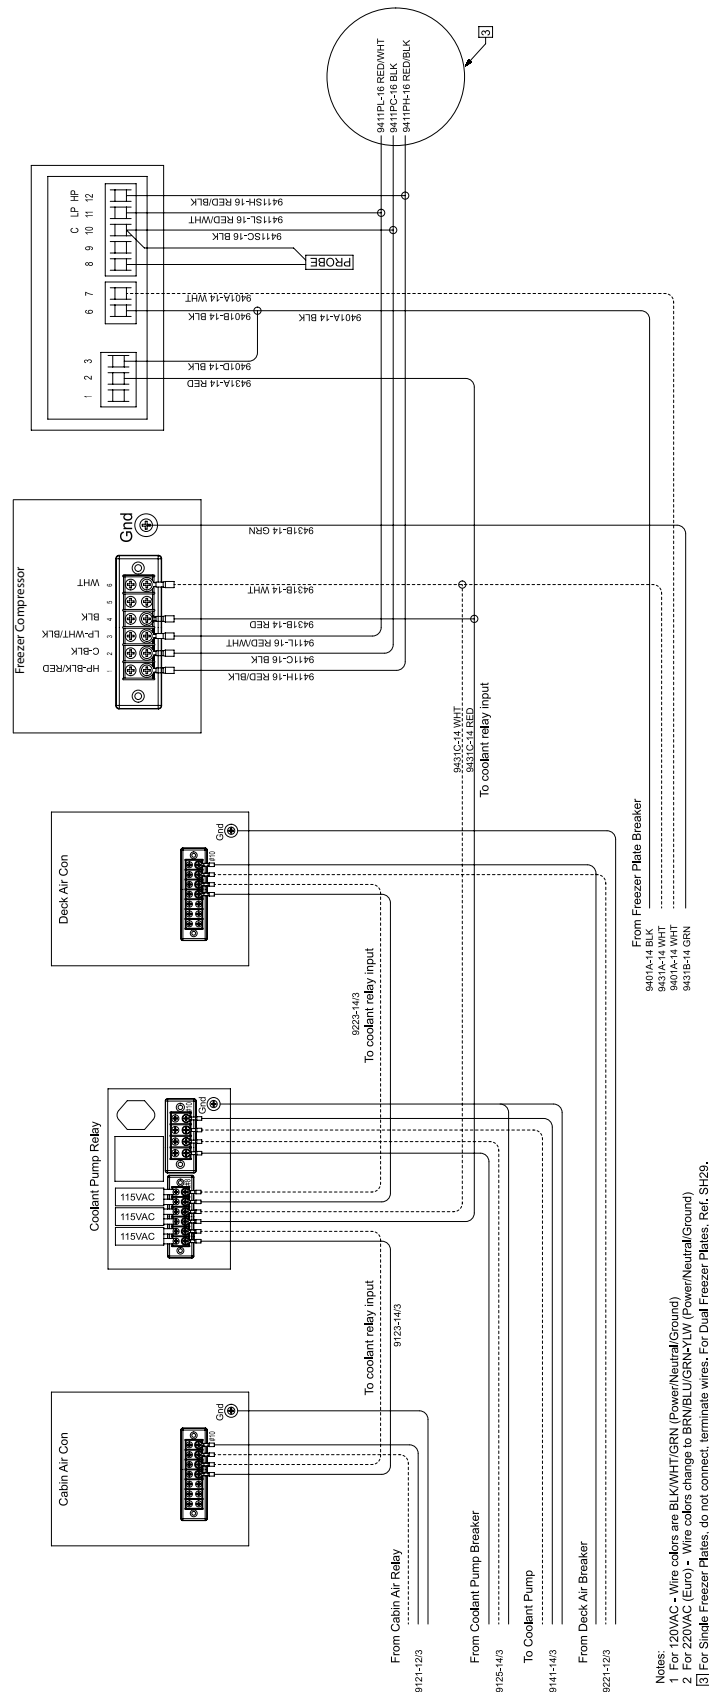 3
9411PL-16 RED/WHT
9411PC-16 BLK
9411PH-16 RED/BLK
HP
LP
C
12
11
10
9
8
7
6
3
2
1
9411SH-16 RED/BLK
9411SL-16 RED/WHT
9411SC-16 BLK
PROBE
9401A-14 WHT
9401B-14 BLK
9401A-14 BLK
9401D-14 BLK
9431A-14 RED
Freezer Compressor
Gnd
9431B-14 GRN
WHT
BLK
LP-WHT/BLK
C-BLK
HP-BLK/RED
6
5
4
3
2
1
9431B-14 WHT
9431B-14 RED
9411L-16 RED/WHT
9411C-16 BLK
9411H-16 RED/BLK
9431C-14 WHT
9431C-14 RED
To coolant relay input
Deck Air Con
Gnd
#10
9223-14/3
To coolant relay input
From Freezer Plate Breaker
9401A-14 BLK
9431A-14 WHT
9401A-14 WHT
9431B-14 GRN
Coolant Pump Relay
Gnd
#10
115VAC
115VAC
115VAC
To coolant relay input
9123-14/3
Cabin Air Con
Gnd
#10
From Cabin Air Relay
9121-12/3
From Coolant Pump Breaker
9125-14/3
To Coolant Pump
9141-14/3
From Deck Air Breaker
9221-12/3
Notes:
1 For 120VAC - Wire colors are BLK/WHT/GRN (Power/Neutral/Ground)
2 For 220VAC (Euro) - Wire colors change to BRN/BLU/GRN-YLW (Power/Neutral/Ground)
3 For Single Freezer Plates, do not connect, terminate wires. For Dual Freezer Plates, Ref. SH29.